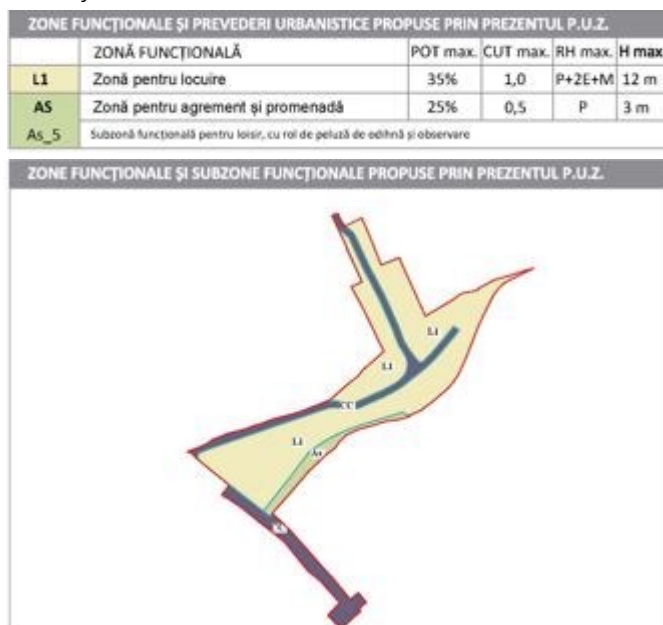 ZONE FUNCȚIONALE ȘI PREVEDERI URBANISTICE PROPUSE PRIN PREZENTUL P.U.Z.
ZONĂ FUNCȚIONALĂ POT max. CUT max. RH max. H max
L1 Zonă pentru locuire 35% 1,0 P+2E+M 12 m
AS Zonă pentru agrement și promenadă 25% 0,5 P 3 m
As_5 Subzonă funcțională pentru loisir, cu rol de peluză de odihnă și observare
ZONE FUNCȚIONALE ȘI SUBZONE FUNCȚIONALE PROPUSE PRIN PREZENTUL P.U.Z.
L1
L1
CC
L1
As